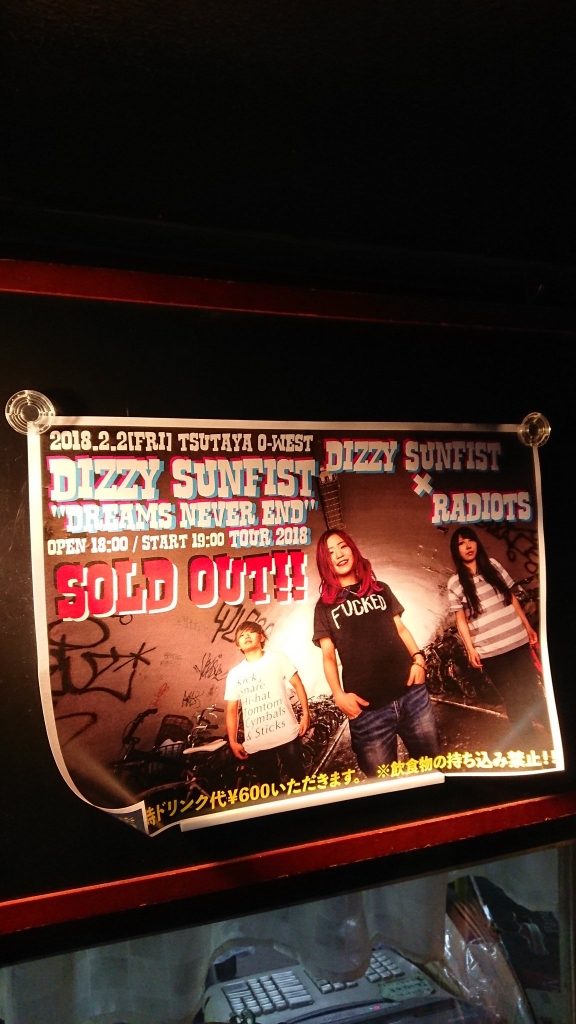 2018.2.2[FRI] TSUTAYA O-WEST
DIZZY SUNFIST
"DREAMS NEVER END"
OPEN 18:00 / START 19:00 TOUR 2018
SOLD OUT!!
DIZZY SUNFIST
×
RADIOTS
FUCKED
Kick
Snare
Hi-hat
Tomtom
Cymbals
& Sticks
時ドリンク代¥600いただきます。 ※飲食物の持ち込み禁止!!